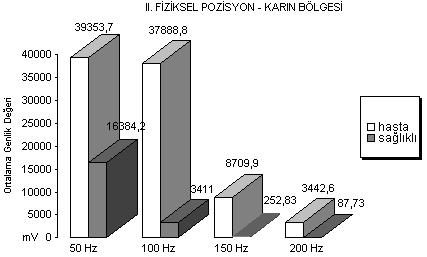 II. FİZİKSEL POZİSYON - KARIN BÖLGESİ
39353,7
37888,8
40000
35000
30000
25000
20000
15000
10000
5000
mV 0
Ortalama Genlik Değeri
16384,2
3411
8709,9
252,83
3442,6
87,73
50 Hz
100 Hz
150 Hz
200 Hz
hasta
sağlıklı